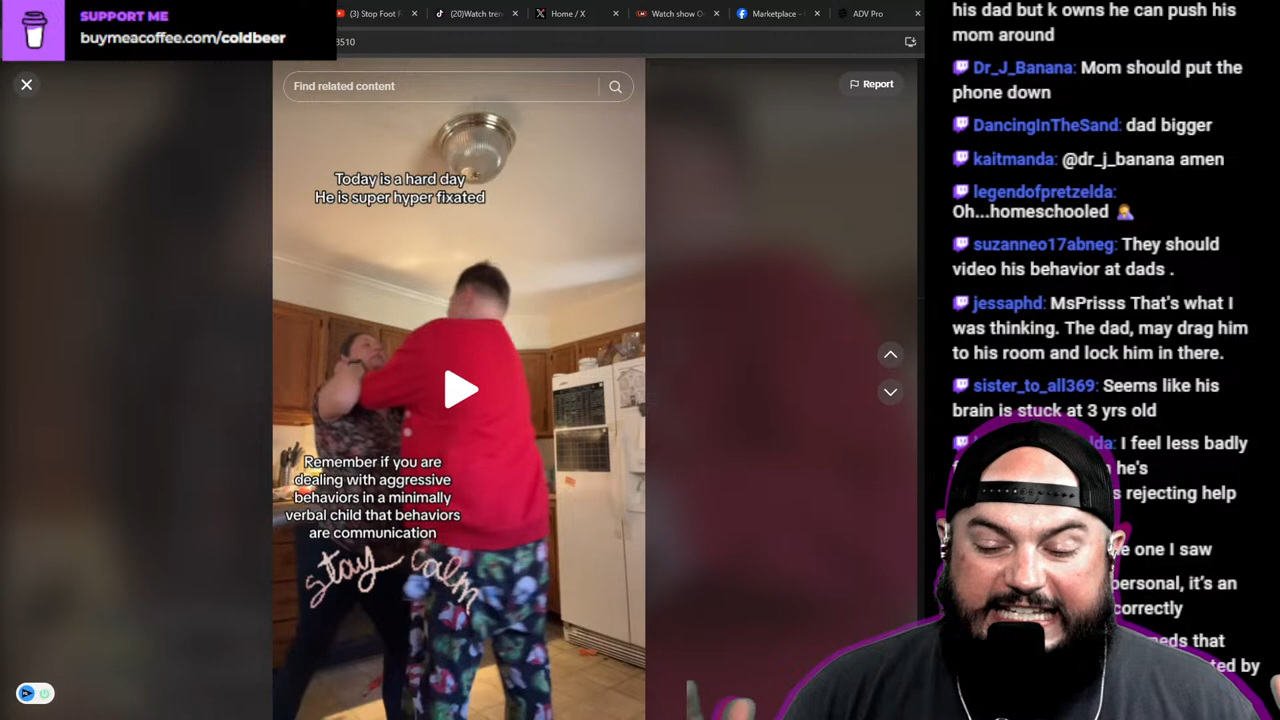 SUPPORT ME
buymeacoffee.com/coldbeer
(3) Stop Foot F
(20)watch tren
Home / X
Watch show O
Marketplace -
ADV Pro
3510
Find related content
Report
Today is a hard day
He is super hyper fixated
Remember if you are
dealing with aggressive
behaviors in a minimally
verbal child that behaviors
are communication
stay calm
his dad but k owns he can push his
mom around
Dr_J_Banana: Mom should put the
phone down
DancingInTheSand: dad bigger
kaitmanda: @dr_j_banana amen
legendofpretzelda:
Oh...homeschooled 🤦
suzanneo17abneg: They should
video his behavior at dads .
jessaphd: MsPrisss That's what I
was thinking. The dad, may drag him
to his room and lock him in there.
sister_to_all369: Seems like his
brain is stuck at 3 yrs old
I feel less badly
he's
rejecting help
one I saw
personal, it's an
correctly
that
by